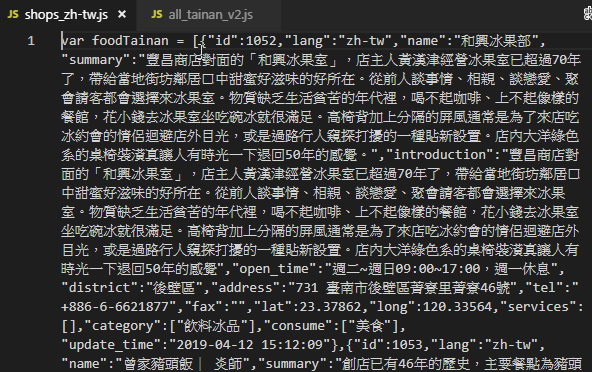 JS shops_zh-tw.js
JS all_tainan_v2.js
1 var foodTainan = [{"id":1052,"lang":"zh-tw","name":"和興冰果部",
"summary":"豐昌商店對面的「和興冰果室」，店主人黃漢津經營冰果室已超過70年
了，帶給當地街坊鄰居口中甜蜜好滋味的好所在。從前人談事情、相親、談戀愛、聚
會請客都會選擇來冰果室。物質缺乏生活貧苦的年代裡，喝不起咖啡、上不起像樣的
餐館，花小錢去冰果室坐吃碗冰就很滿足。高椅背加上分隔的屏風通常是為了來店吃
冰約會的情侶迴避店外目光，或是過路行人窺探打擾的一種貼新設置。店內大洋綠色
系的桌椅裝潢真讓人有時光一下退回50年的感覺。","introduction":"豐昌商店對
面的「和興冰果室」，店主人黃漢津經營冰果室已超過70年了，帶給當地街坊鄰居口
中甜蜜好滋味的好所在。從前人談事情、相親、談戀愛、聚會請客都會選擇來冰果
室。物質缺乏生活貧苦的年代裡，喝不起咖啡、上不起像樣的餐館，花小錢去冰果室
坐吃碗冰就很滿足。高椅背加上分隔的屏風通常是為了來店吃冰約會的情侶迴避店外
目光，或是過路行人窺探打擾的一種貼新設置。店內大洋綠色系的桌椅裝潢真讓人有
時光一下退回50年的感覺","open_time":"週二~週日09:00~17:00，週一休息",
"district":"後壁區","address":"731 臺南市後壁區菁寮里菁寮46號","tel":"
+886-6-6621877","fax":"","lat":23.37862,"long":120.33564,"services":
[],"category":["飲料冰品"],"consume":["美食"],
"update_time":"2019-04-12 15:12:09"},{"id":1053,"lang":"zh-tw",
"name":"曾家豬頭飯｜ 炎師","summary":"創店已有46年的歷史，主要餐點為豬頭